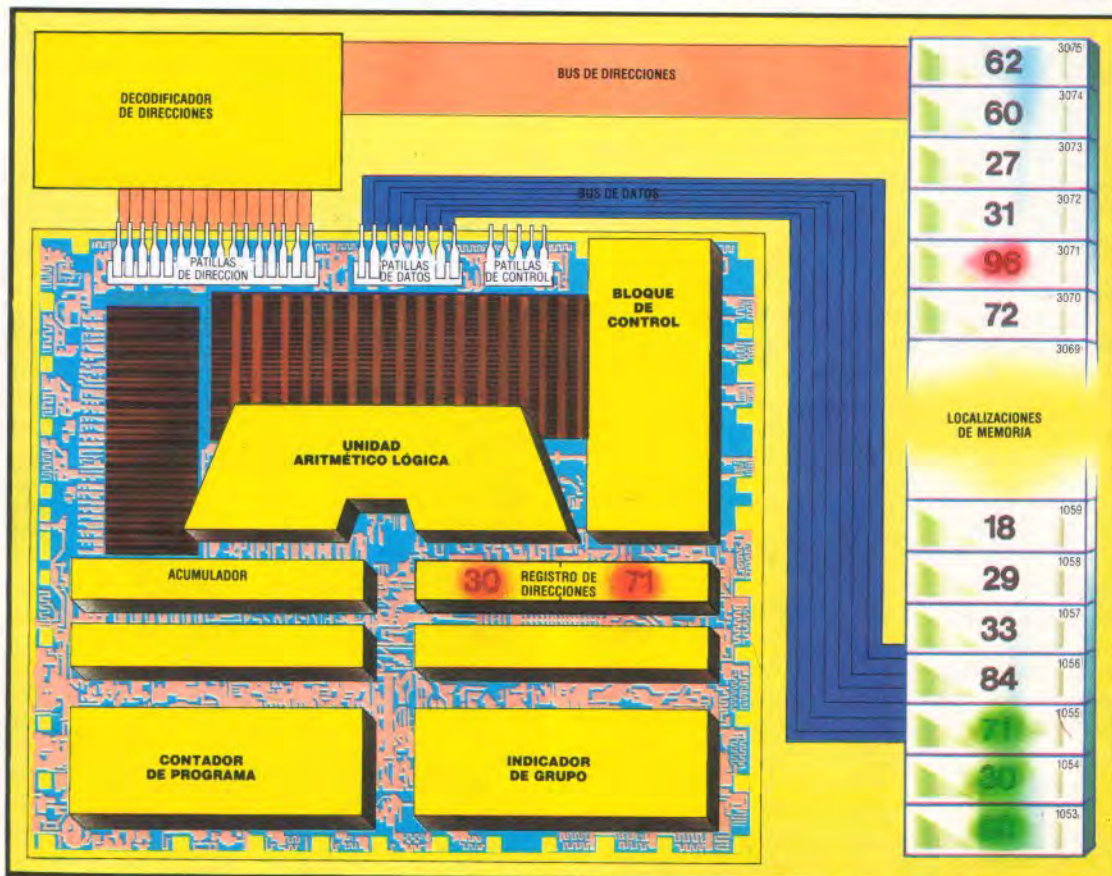 DECODIFICADOR
DE DIRECCIONES
BUS DE DIRECCIONES
BUS DE DATOS
PATILLAS
DE DIRECCIÓN
PATILLAS
DE DATOS
PATILLAS
DE CONTROL
BLOQUE
DE
CONTROL
UNIDAD
ARITMÉTICO LÓGICA
ACUMULADOR
30 REGISTRO DE 71
DIRECCIONES
CONTADOR
DE PROGRAMA
INDICADOR
DE GRUPO
3075
62
3074
60
3073
27
3072
31
3071
96
3070
72
3069
LOCALIZACIONES
DE MEMORIA
1059
18
1058
29
1057
33
1056
84
1055
71
1054
30
1053